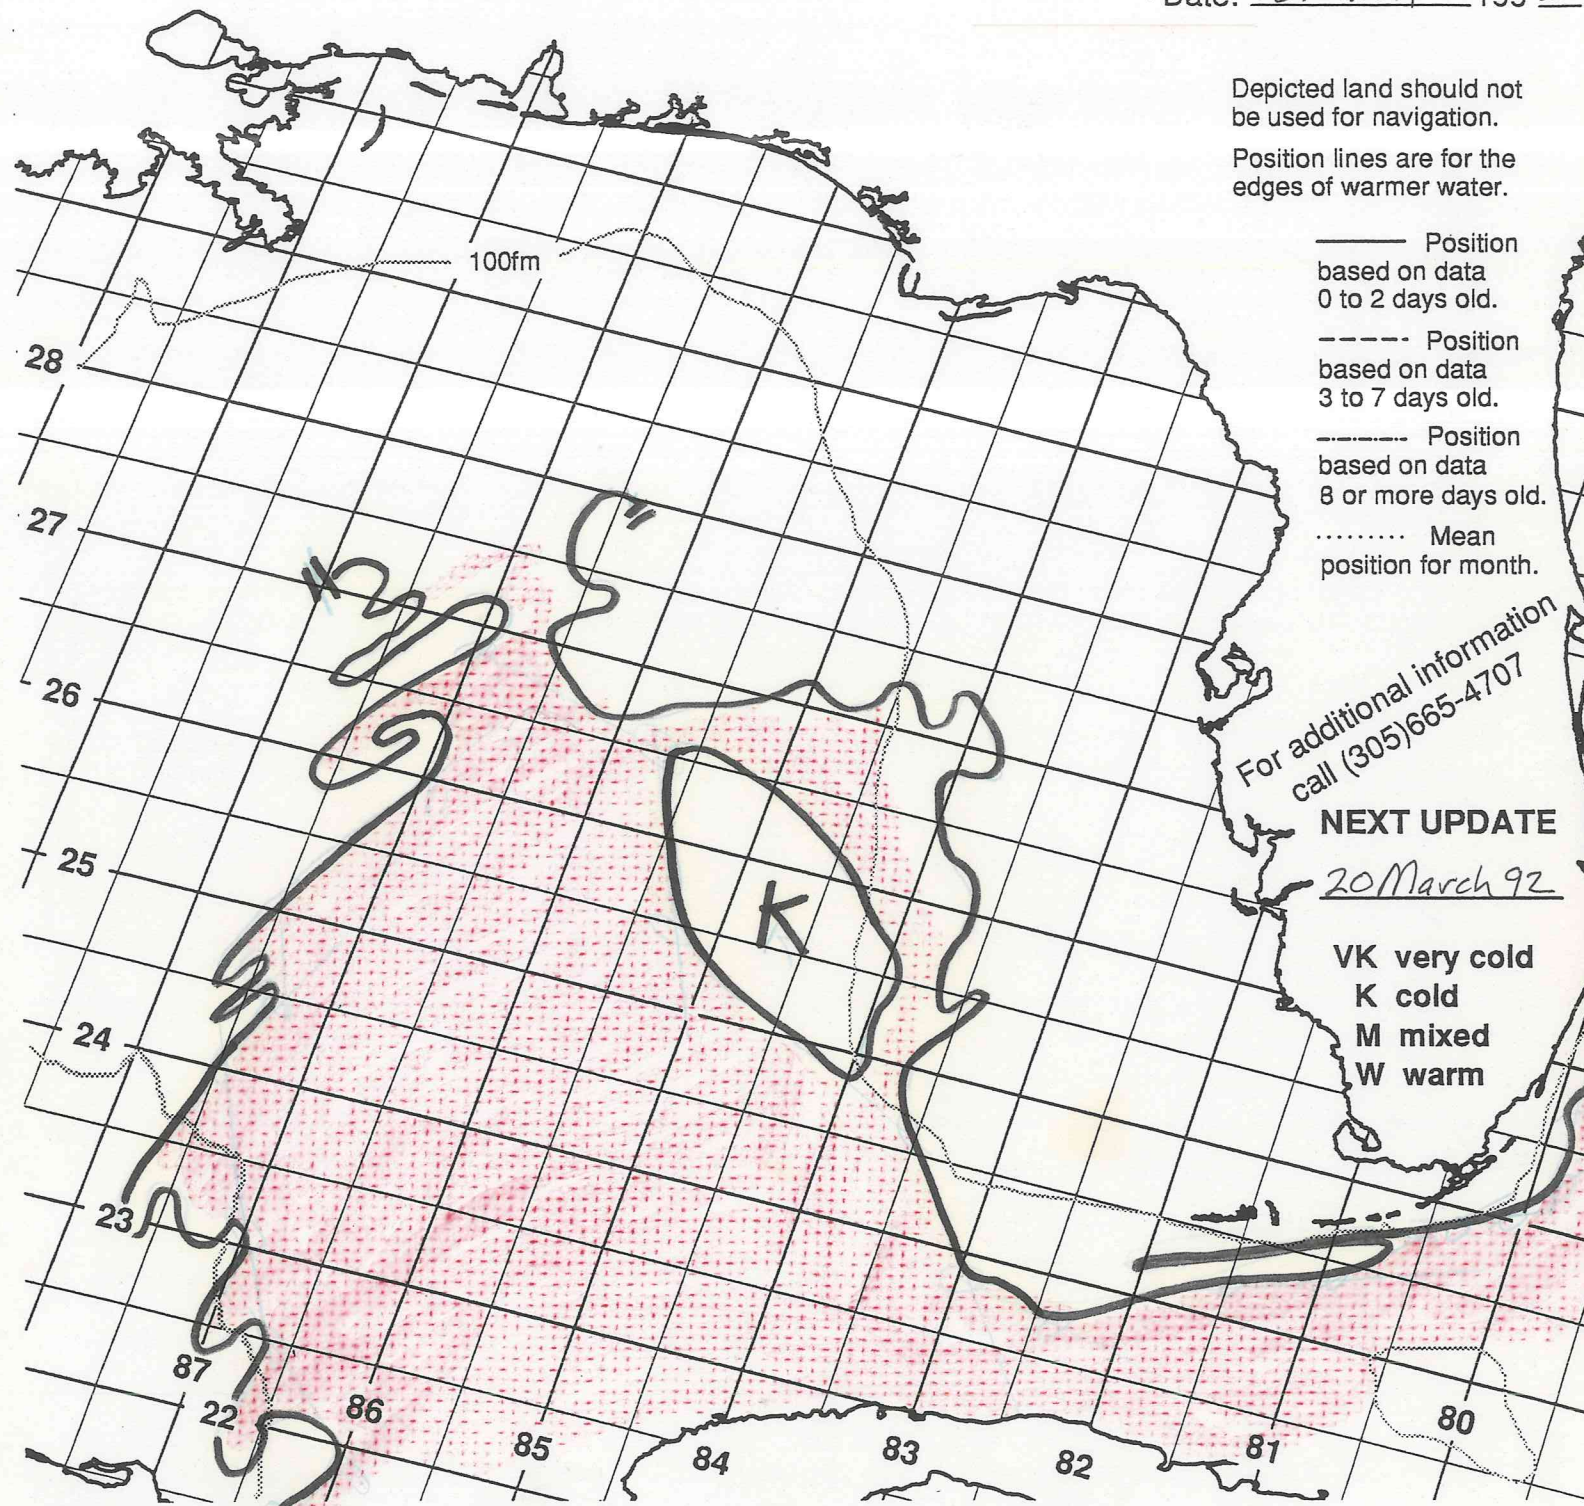 Date: 199
Depicted land should not
be used for navigation.
Position lines are for the
edges of warmer water.
Position
based on data
0 to 2 days old.
Position
based on data
3 to 7 days old.
Position
based on data
8 or more days old.
Mean
position for month.
For additional information
call (305)665-4707
NEXT UPDATE
20 March 92
VK very cold
K cold
M mixed
W warm
100fm
28
27
26
25
24
23
22
K
87
86
85
84
83
82
81
80